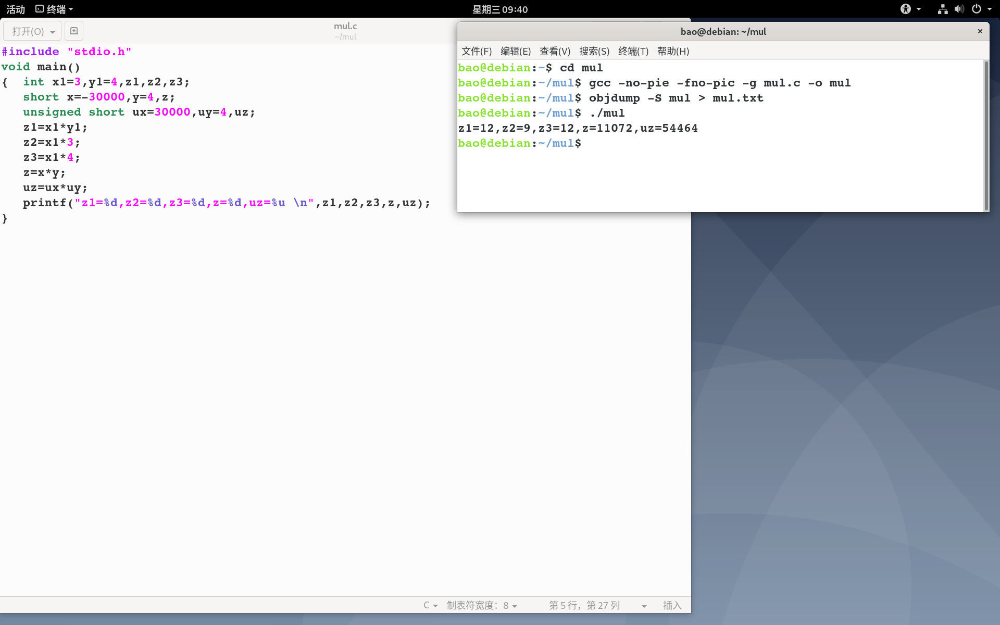 活动 终端 星期三 09:40
打开(O) mul.c
~/mul
#include "stdio.h"
void main()
{  int x1=3,y1=4,z1,z2,z3;
   short x=-30000,y=4,z;
   unsigned short ux=30000,uy=4,uz;
   z1=x1*y1;
   z2=x1*3;
   z3=x1*4;
   z=x*y;
   uz=ux*uy;
   printf("z1=%d,z2=%d,z3=%d,z=%d,uz=%u \n",z1,z2,z3,z,uz);
}
bao@debian: ~/mul ×
文件(F) 编辑(E) 查看(V) 搜索(S) 终端(T) 帮助(H)
bao@debian:~$ cd mul
bao@debian:~/mul$ gcc -no-pie -fno-pic -g mul.c -o mul
bao@debian:~/mul$ objdump -S mul > mul.txt
bao@debian:~/mul$ ./mul
z1=12,z2=9,z3=12,z=11072,uz=54464
bao@debian:~/mul$
C 制表符宽度：8 第 5 行，第 27 列 插入